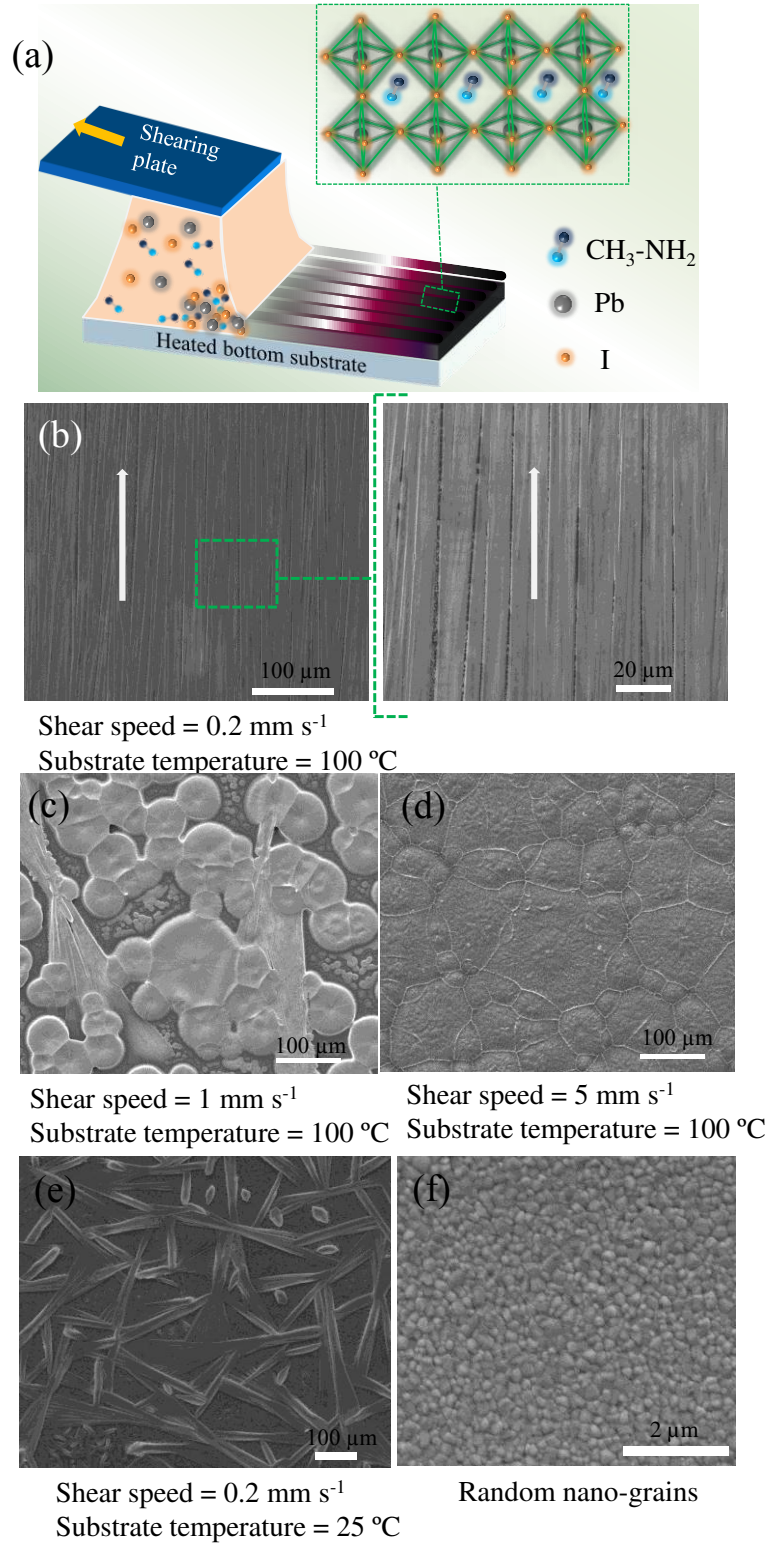 (a)
Shearing
plate
Heated bottom substrate
CH₃-NH₂
Pb
I
(b)
100 µm
20 µm
Shear speed = 0.2 mm s⁻¹
Substrate temperature = 100 ºC
(c)
100 µm
(d)
100 µm
Shear speed = 1 mm s⁻¹
Substrate temperature = 100 ºC
Shear speed = 5 mm s⁻¹
Substrate temperature = 100 ºC
(e)
100 µm
(f)
2 µm
Shear speed = 0.2 mm s⁻¹
Substrate temperature = 25 ºC
Random nano-grains